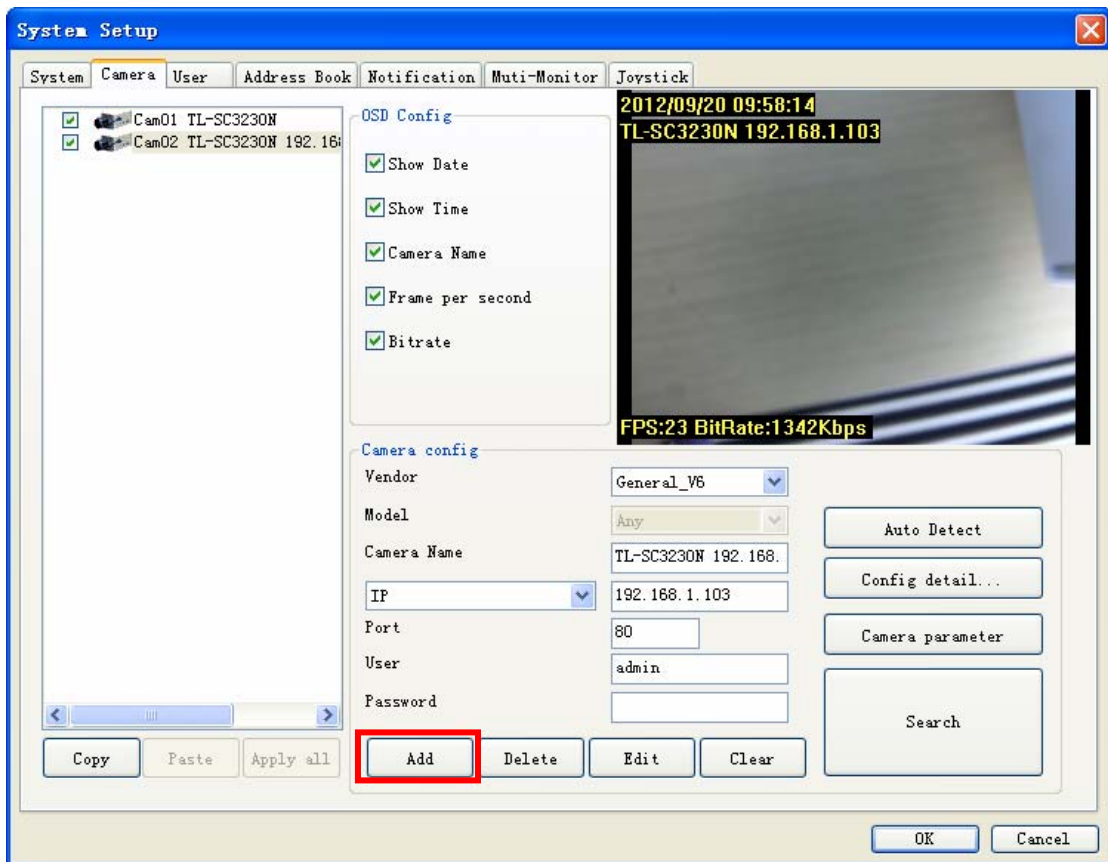 System Setup
System Camera User Address Book Notification Muti-Monitor Joystick
Cam01 TL-SC3230N
Cam02 TL-SC3230N 192.168
OSD Config
Show Date
Show Time
Camera Name
Frame per second
Bitrate
2012/09/20 09:58:14
TL-SC3230N 192.168.1.103
FPS:23 BitRate:1342Kbps
Camera config
Vendor General_V6
Model Any
Camera Name TL-SC3230N 192.168.
IP 192.168.1.103
Port 80
User admin
Password
Auto Detect
Config detail...
Camera parameter
Search
Copy Paste Apply all
Add Delete Edit Clear
OK Cancel